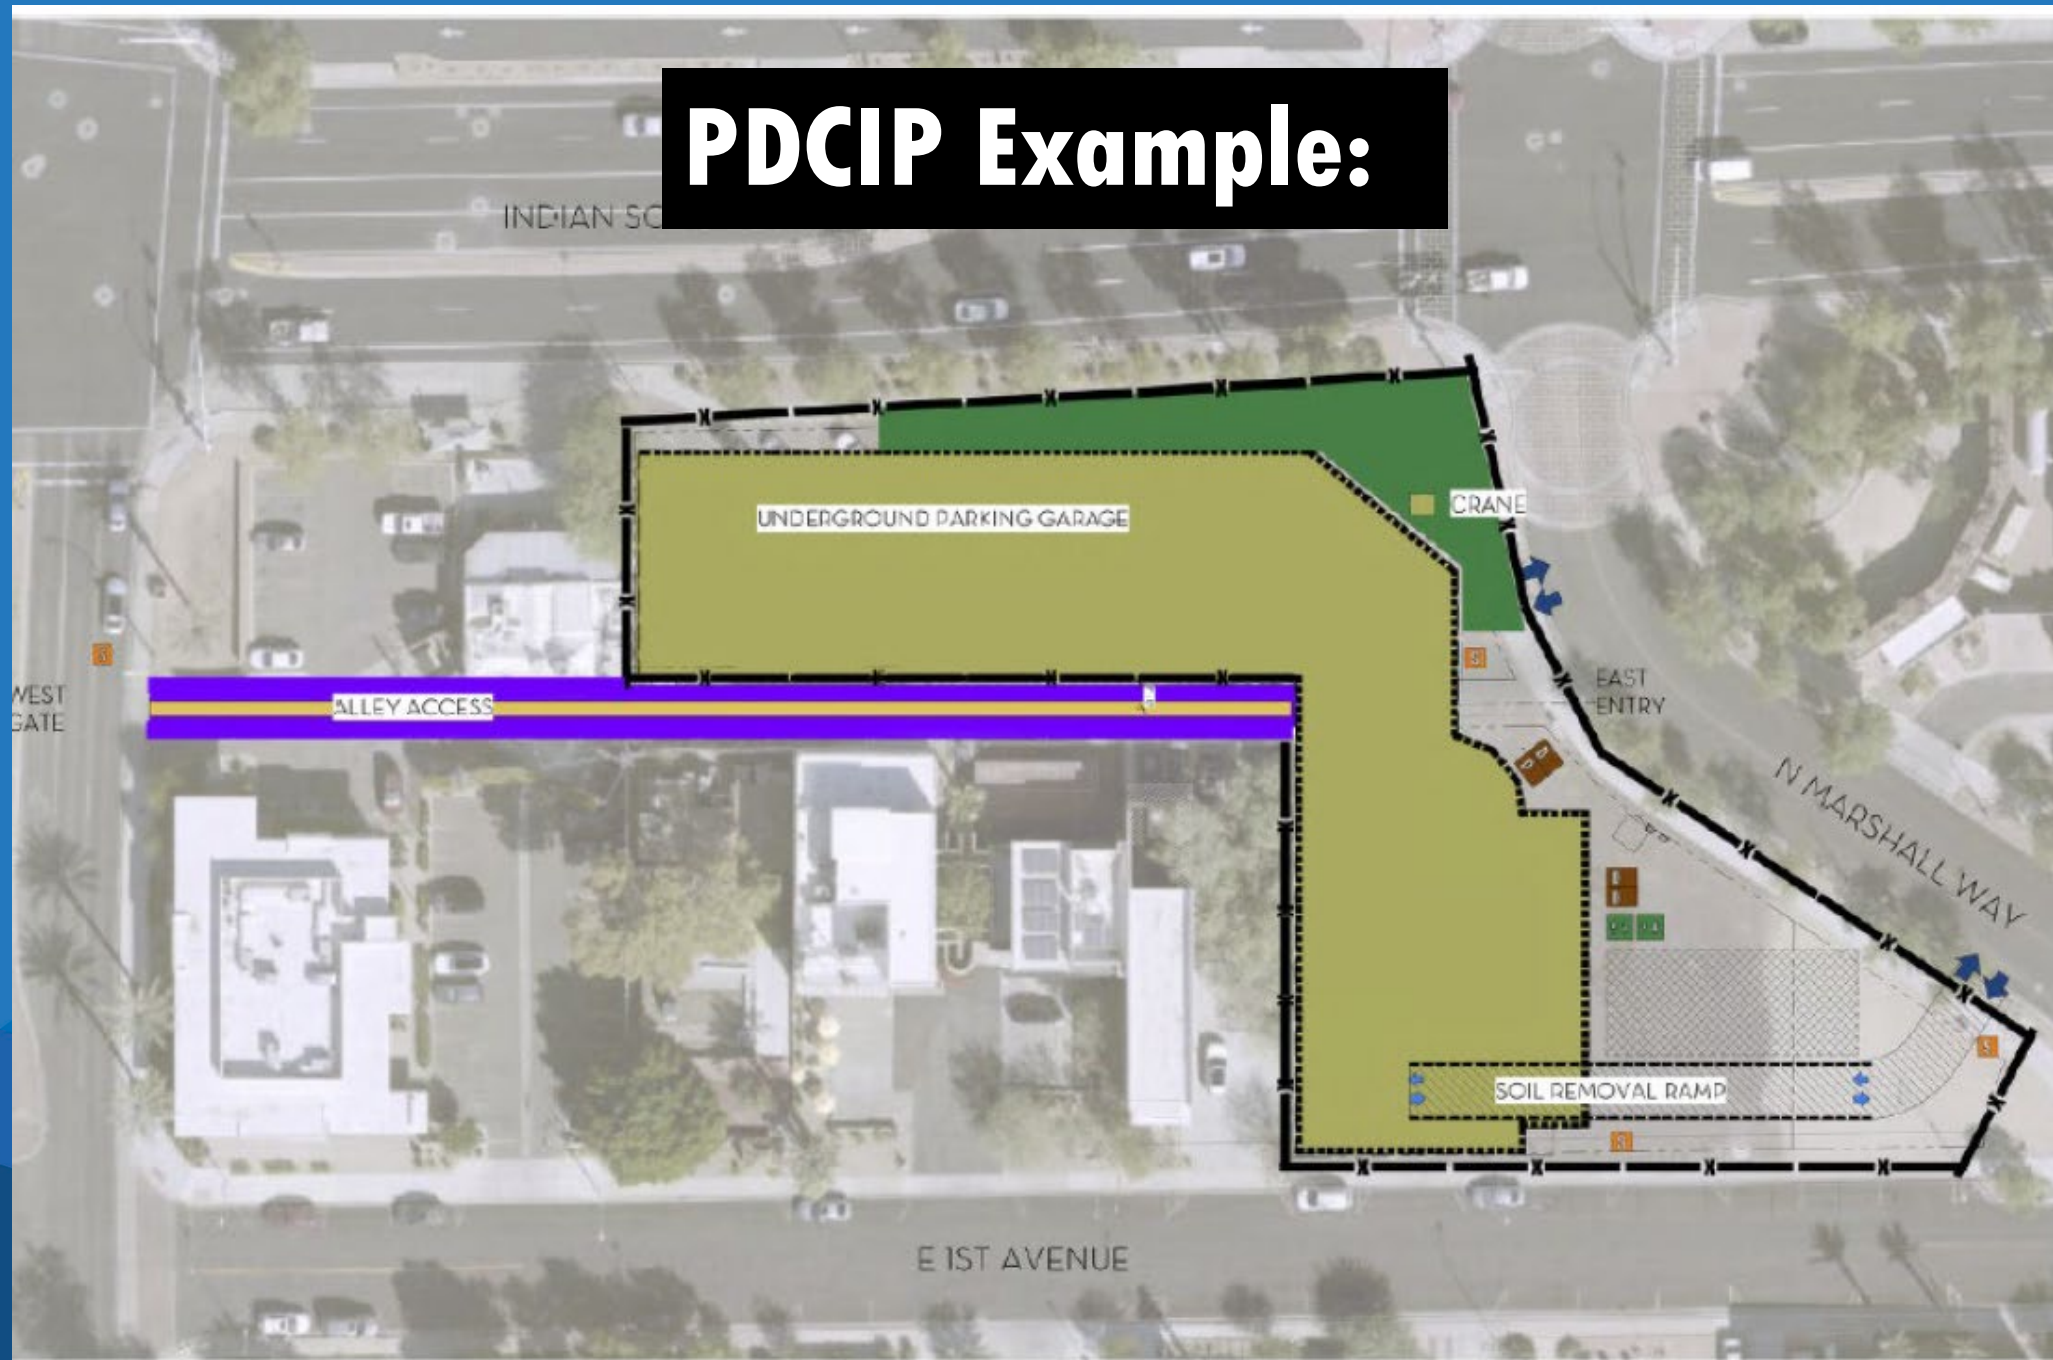 PDCIP Example:
INDIAN SC
UNDERGROUND PARKING GARAGE
CRANE
S
S
EAST
ENTRY
WEST
GATE
ALLEY ACCESS
N MARSHALL WAY
S
SOIL REMOVAL RAMP
S
E 1ST AVENUE